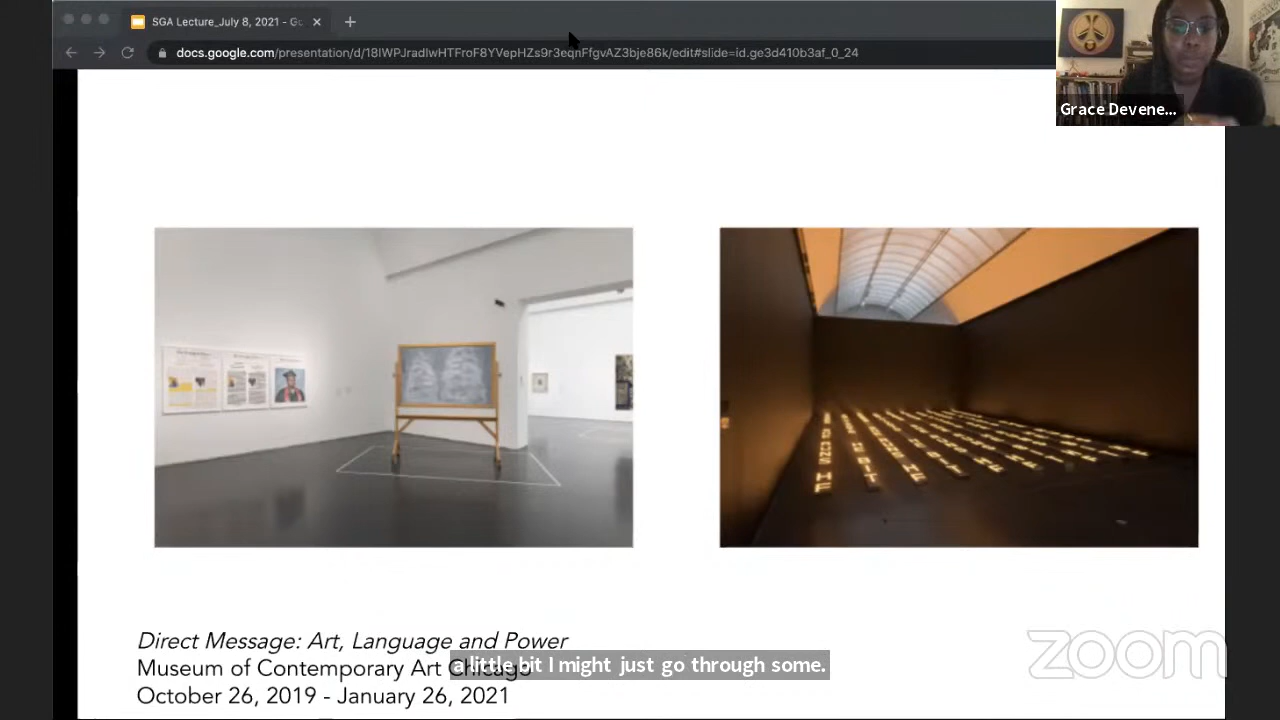 SGA Lecture_July 8, 2021 - Go
docs.google.com/presentation/d/18IWPJradlwHTFroF8YVepHZs9r3eqnFfgvAZ3bje86k/edit#slide=id.ge3d410b3af_0_24
Grace Devene...
Direct Message: Art, Language and Power
Museum of Contemporary Art Chicago
October 26, 2019 - January 26, 2021
a little bit I might just go through some.
zoom